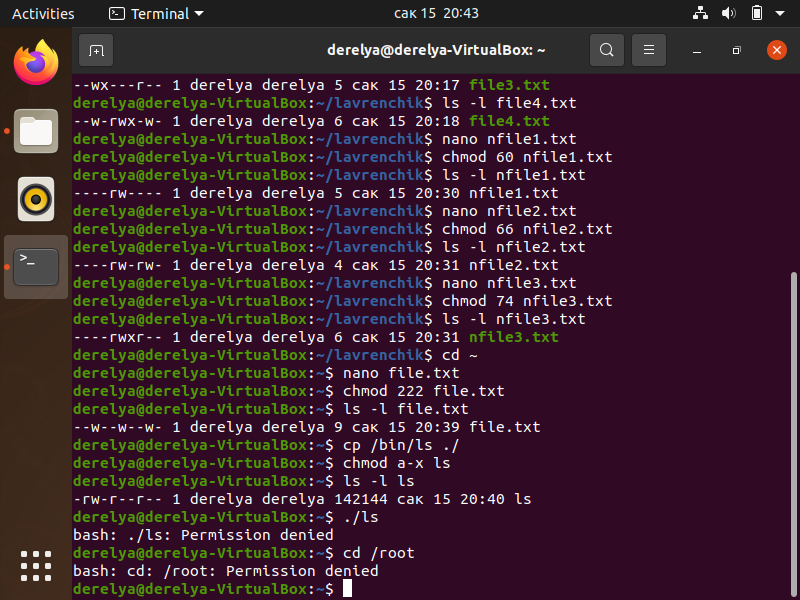 Activities
Terminal
сак 15 20:43
derelya@derelya-VirtualBox: ~
--wx---r-- 1 derelya derelya 5 сак 15 20:17 file3.txt
derelya@derelya-VirtualBox:~/lavrenchik$ ls -l file4.txt
--w-rwx-w- 1 derelya derelya 6 сак 15 20:18 file4.txt
derelya@derelya-VirtualBox:~/lavrenchik$ nano nfile1.txt
derelya@derelya-VirtualBox:~/lavrenchik$ chmod 60 nfile1.txt
derelya@derelya-VirtualBox:~/lavrenchik$ ls -l nfile1.txt
----rw---- 1 derelya derelya 5 сак 15 20:30 nfile1.txt
derelya@derelya-VirtualBox:~/lavrenchik$ nano nfile2.txt
derelya@derelya-VirtualBox:~/lavrenchik$ chmod 66 nfile2.txt
derelya@derelya-VirtualBox:~/lavrenchik$ ls -l nfile2.txt
----rw-rw- 1 derelya derelya 4 сак 15 20:31 nfile2.txt
derelya@derelya-VirtualBox:~/lavrenchik$ nano nfile3.txt
derelya@derelya-VirtualBox:~/lavrenchik$ chmod 74 nfile3.txt
derelya@derelya-VirtualBox:~/lavrenchik$ ls -l nfile3.txt
----rwxr-- 1 derelya derelya 6 сак 15 20:31 nfile3.txt
derelya@derelya-VirtualBox:~/lavrenchik$ cd ~
derelya@derelya-VirtualBox:~$ nano file.txt
derelya@derelya-VirtualBox:~$ chmod 222 file.txt
derelya@derelya-VirtualBox:~$ ls -l file.txt
--w--w--w- 1 derelya derelya 9 сак 15 20:39 file.txt
derelya@derelya-VirtualBox:~$ cp /bin/ls ./
derelya@derelya-VirtualBox:~$ chmod a-x ls
derelya@derelya-VirtualBox:~$ ls -l ls
-rw-r--r-- 1 derelya derelya 142144 сак 15 20:40 ls
derelya@derelya-VirtualBox:~$ ./ls
bash: ./ls: Permission denied
derelya@derelya-VirtualBox:~$ cd /root
bash: cd: /root: Permission denied
derelya@derelya-VirtualBox:~$